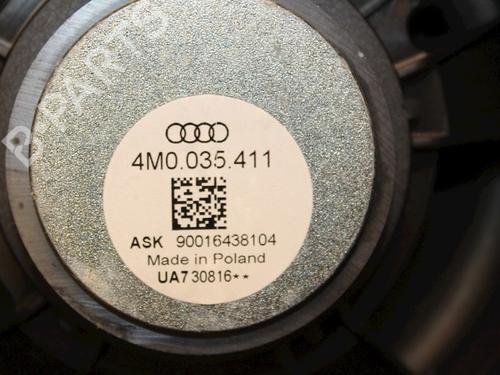 B PARTS
4M0.035.411
ASK 90016438104
Made in Poland
UA7 30816**